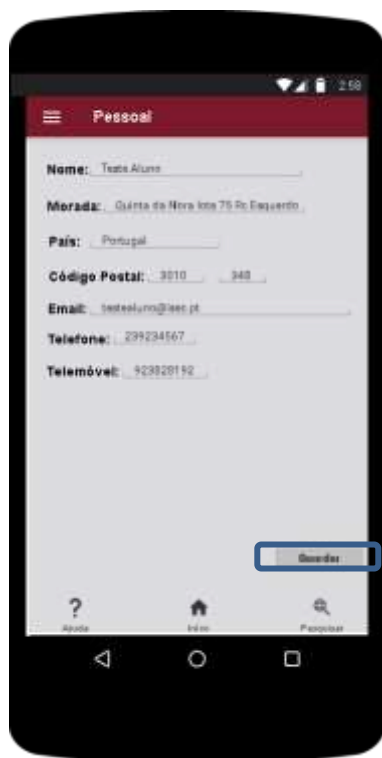 2:58
Pessoal
Nome: Teste Aluno
Morada: Quinta da Nora lote 75 Rc Esquerdo
País: Portugal
Código Postal: 3010 340
Email: testealuno@isec.pt
Telefone: 239234567
Telemóvel: 923828192
Guardar
? 
Ajuda Início Pesquisar